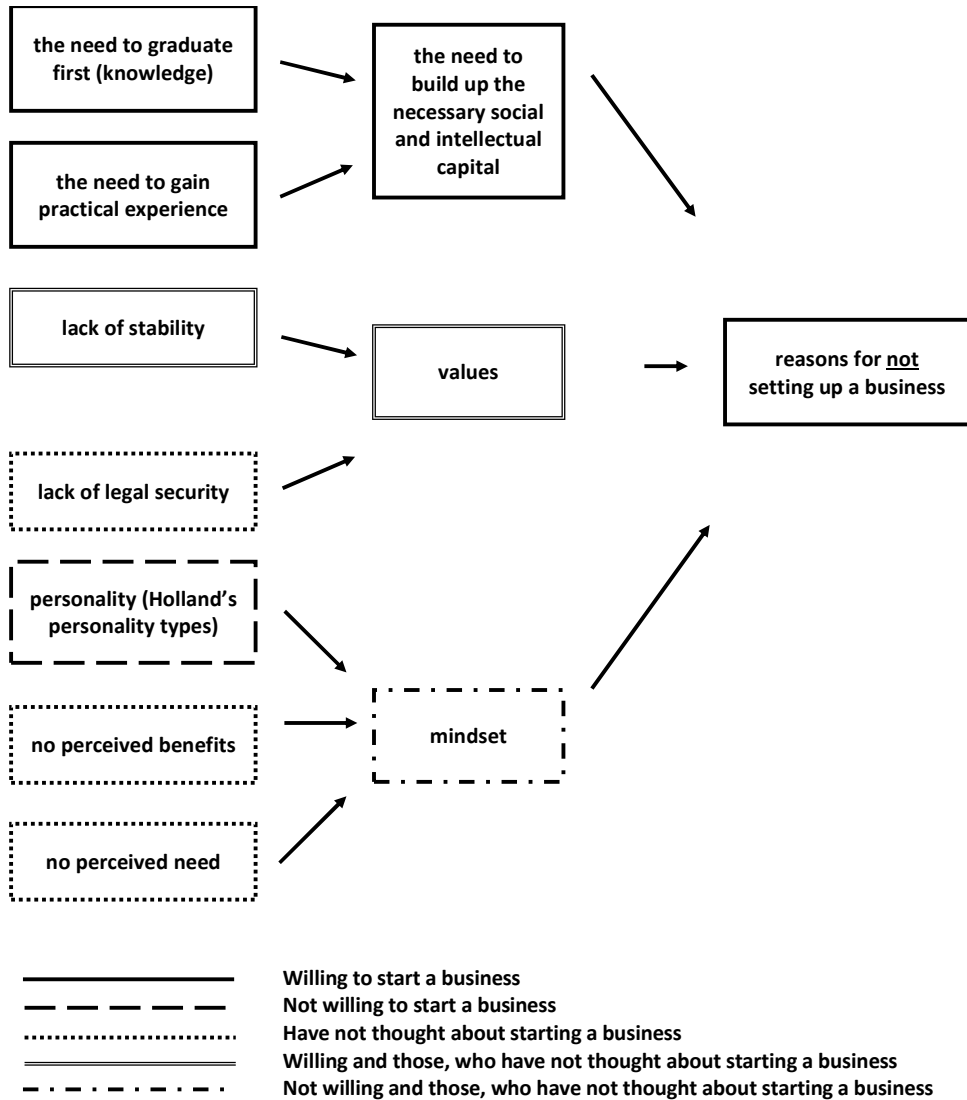 the need to graduate
first (knowledge)
the need to
build up the
necessary social
and intellectual
capital
the need to gain
practical experience
lack of stability
values
reasons for not
setting up a business
lack of legal security
personality (Holland’s
personality types)
no perceived benefits
mindset
no perceived need
Willing to start a business
Not willing to start a business
Have not thought about starting a business
Willing and those, who have not thought about starting a business
Not willing and those, who have not thought about starting a business